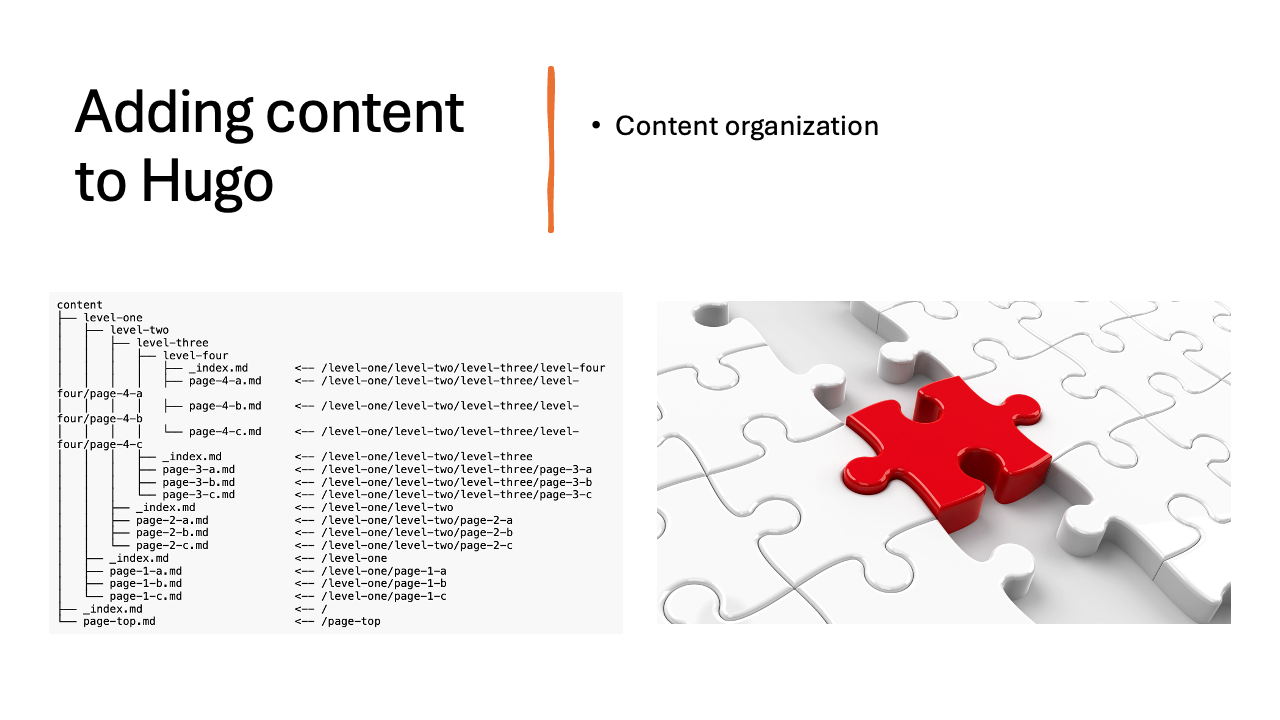 Adding content
to Hugo
• Content organization
content
├── level-one
│   ├── level-two
│   │   ├── level-three
│   │   │   ├── level-four
│   │   │   │   ├── _index.md       <-- /level-one/level-two/level-three/level-four
│   │   │   │   ├── page-4-a.md     <-- /level-one/level-two/level-three/level-
four/page-4-a
│   │   │   │   ├── page-4-b.md     <-- /level-one/level-two/level-three/level-
four/page-4-b
│   │   │   │   └── page-4-c.md     <-- /level-one/level-two/level-three/level-
four/page-4-c
│   │   │   ├── _index.md           <-- /level-one/level-two/level-three
│   │   │   ├── page-3-a.md         <-- /level-one/level-two/level-three/page-3-a
│   │   │   ├── page-3-b.md         <-- /level-one/level-two/level-three/page-3-b
│   │   │   └── page-3-c.md         <-- /level-one/level-two/level-three/page-3-c
│   │   ├── _index.md               <-- /level-one/level-two
│   │   ├── page-2-a.md             <-- /level-one/level-two/page-2-a
│   │   ├── page-2-b.md             <-- /level-one/level-two/page-2-b
│   │   └── page-2-c.md             <-- /level-one/level-two/page-2-c
│   ├── _index.md                   <-- /level-one
│   ├── page-1-a.md                 <-- /level-one/page-1-a
│   ├── page-1-b.md                 <-- /level-one/page-1-b
│   └── page-1-c.md                 <-- /level-one/page-1-c
├── _index.md                       <-- /
└── page-top.md                     <-- /page-top